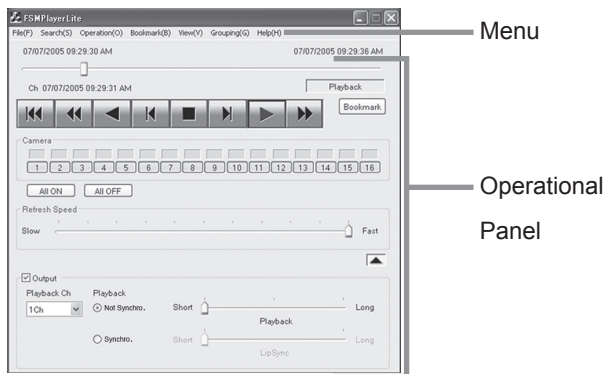 FSMPlayerLite
File(F) Search(S) Operation(O) Bookmark(B) View(V) Grouping(G) Help(H)
Menu
07/07/2005 09:29:30 AM 07/07/2005 09:29:36 AM
Ch 07/07/2005 09:29:31 AM Playback
Bookmark
Camera
1 2 3 4 5 6 7 8 9 10 11 12 13 14 15 16
All ON All OFF
Operational
Panel
Refresh Speed
Slow Fast
Output
Playback Ch Playback
1Ch Not Synchro. Short Long
Playback
Synchro. Short Long
LipSync